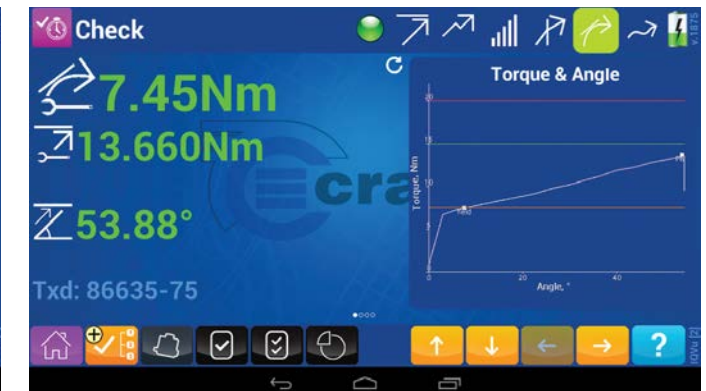 Check
v.1875
7.45Nm
13.660Nm
53.88°
Txd: 86635-75
cra
Torque & Angle
20
15
10
5
0
Torque, Nm
20
40
Angle, °
?
IQVu [2]